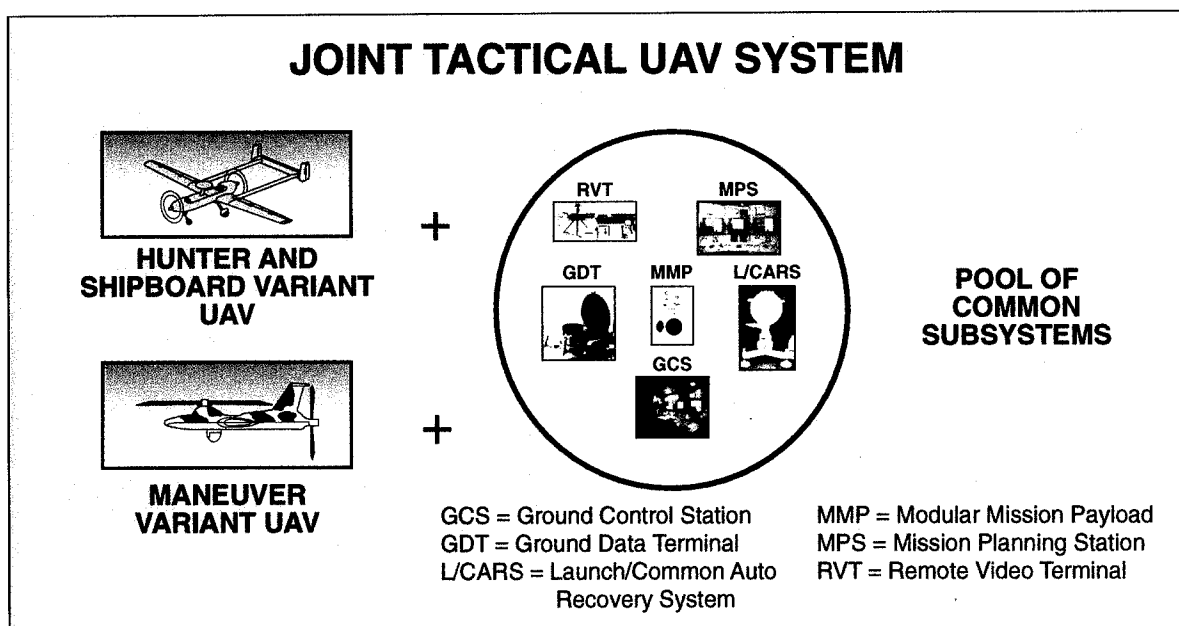 JOINT TACTICAL UAV SYSTEM
HUNTER AND
SHIPBOARD VARIANT
UAV
+
RVT
MPS
GDT
MMP
L/CARS
GCS
POOL OF
COMMON
SUBSYSTEMS
+
MANEUVER
VARIANT UAV
GCS = Ground Control Station
GDT = Ground Data Terminal
L/CARS = Launch/Common Auto
Recovery System
MMP = Modular Mission Payload
MPS = Mission Planning Station
RVT = Remote Video Terminal